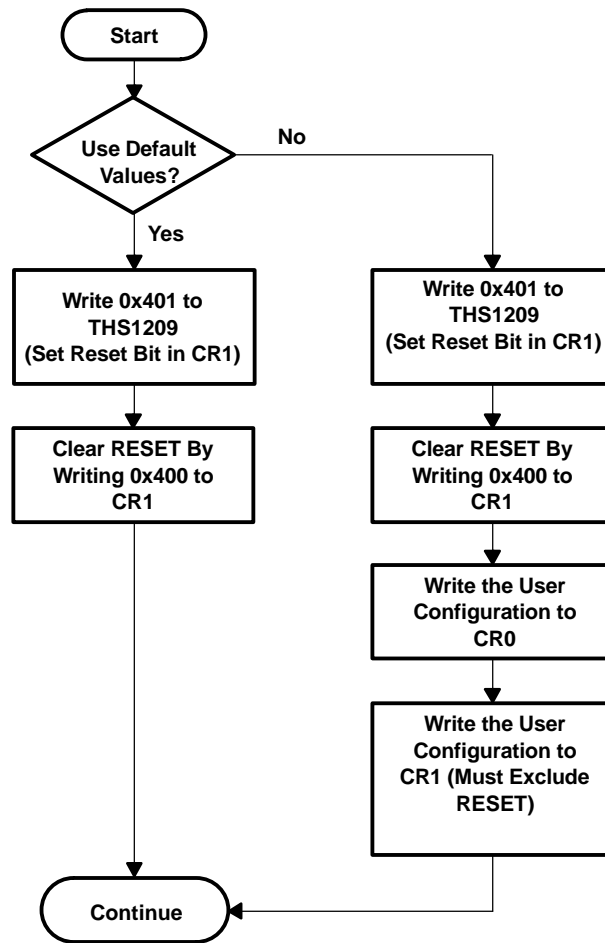 Start
Use Default
Values?
No
Yes
Write 0x401 to
THS1209
(Set Reset Bit in CR1)
Clear RESET By
Writing 0x400 to
CR1
Write 0x401 to
THS1209
(Set Reset Bit in CR1)
Clear RESET By
Writing 0x400 to
CR1
Write the User
Configuration to
CR0
Write the User
Configuration to
CR1 (Must Exclude
RESET)
Continue